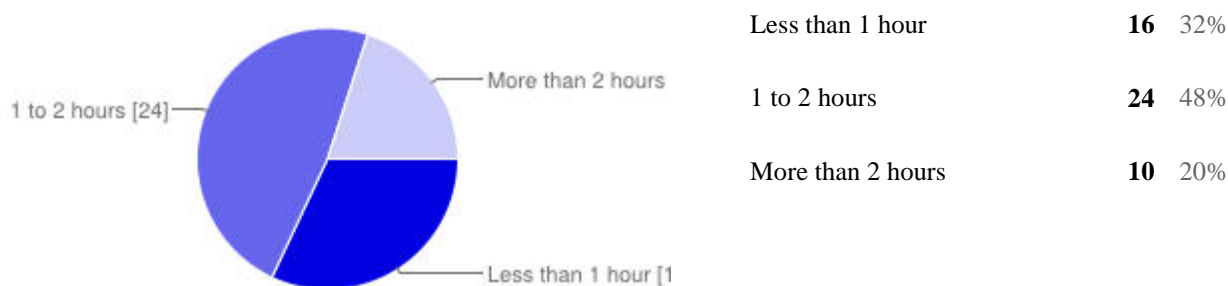 Less than 1 hour 16 32%
More than 2 hours
1 to 2 hours [24]
1 to 2 hours 24 48%
More than 2 hours 10 20%
Less than 1 hour [1